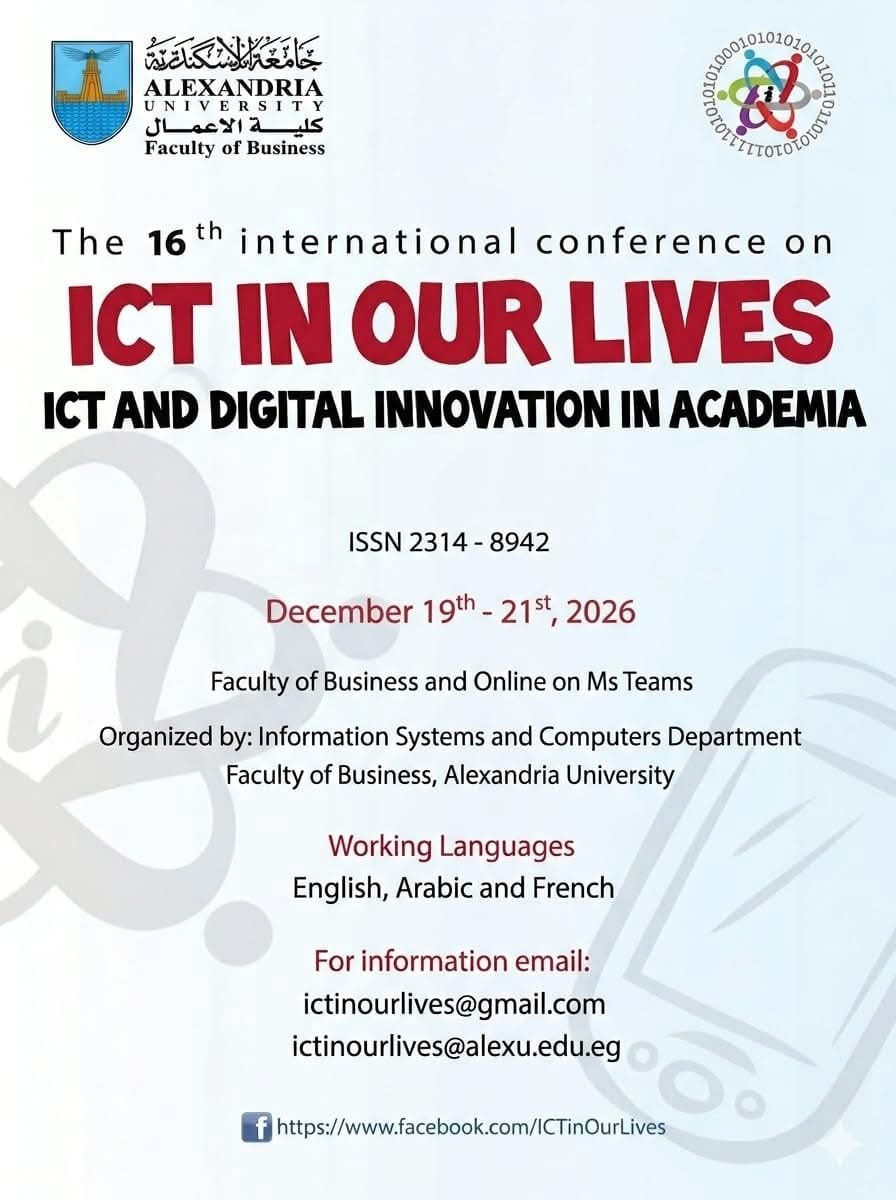 جامعة الإسكندرية
ALEXANDRIA
UNIVERSITY
كلية الاعمال
Faculty of Business
The 16th international conference on
ICT IN OUR LIVES
ICT AND DIGITAL INNOVATION IN ACADEMIA
ISSN 2314 - 8942
December 19th - 21st, 2026
Faculty of Business and Online on Ms Teams
Organized by: Information Systems and Computers Department
Faculty of Business, Alexandria University
Working Languages
English, Arabic and French
For information email:
ictinourlives@gmail.com
ictinourlives@alexu.edu.eg
https://www.facebook.com/ICTinOurLives